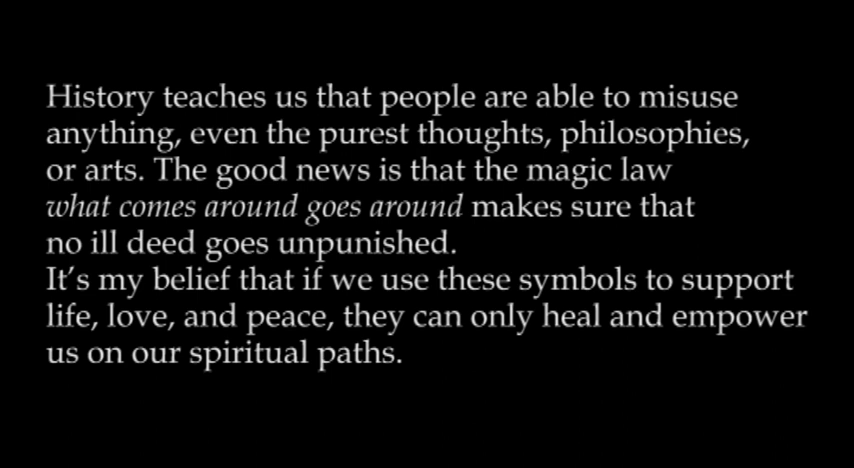 History teaches us that people are able to misuse
anything, even the purest thoughts, philosophies,
or arts. The good news is that the magic law
what comes around goes around makes sure that
no ill deed goes unpunished.
It’s my belief that if we use these symbols to support
life, love, and peace, they can only heal and empower
us on our spiritual paths.